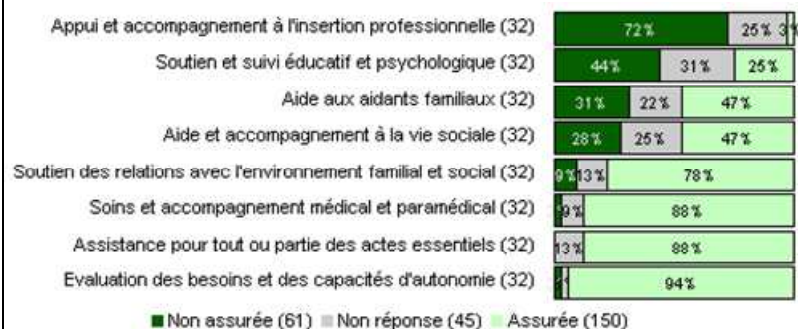 Appui et accompagnement à l'insertion professionnelle (32) 72% 25% 3%
Soutien et suivi éducatif et psychologique (32) 44% 31% 25%
Aide aux aidants familiaux (32) 31% 22% 47%
Aide et accompagnement à la vie sociale (32) 28% 25% 47%
Soutien des relations avec l'environnement familial et social (32) 9% 13% 78%
Soins et accompagnement médical et paramédical (32) 9% 88%
Assistance pour tout ou partie des actes essentiels (32) 13% 88%
Evaluation des besoins et des capacités d'autonomie (32) 94%
Non assurée (61) Non réponse (45) Assurée (150)